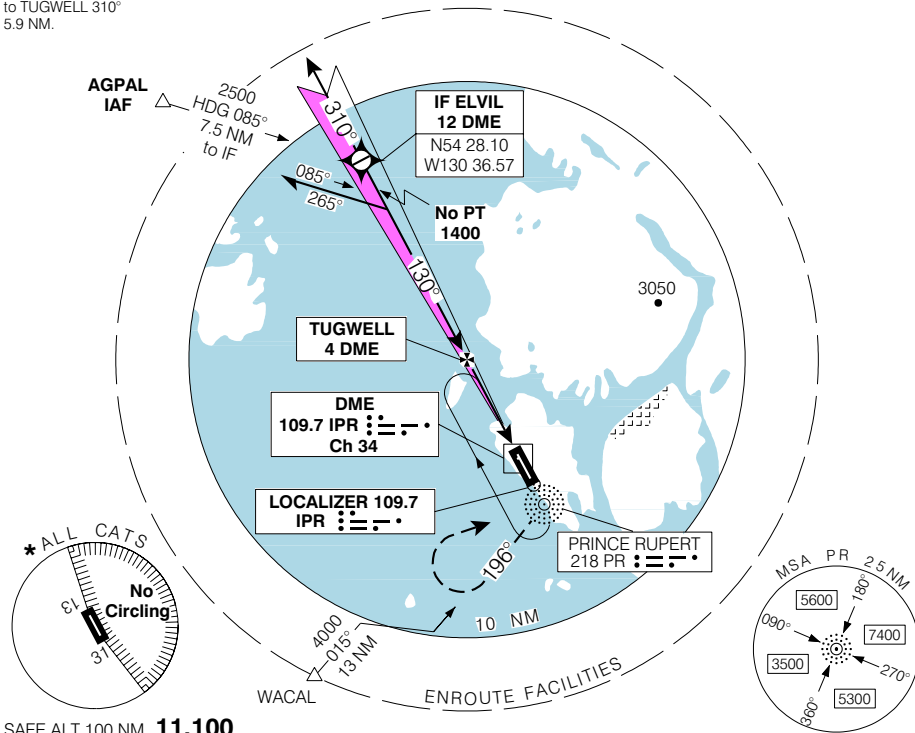 to TUGWELL 310°
5.9 NM.
AGPAL
IAF
2500
HDG 085°
7.5 NM
to IF
310°
IF ELVIL
12 DME
N54 28.10
W130 36.57
085°
265°
No PT
1400
130°
3050
TUGWELL
4 DME
DME
109.7 IPR
Ch 34
LOCALIZER 109.7
IPR
PRINCE RUPERT
218 PR
196°
10 NM
4000
015°
13 NM
WACAL
ENROUTE FACILITIES
* ALL CATS
No
Circling
13
31
MSA PR 25 NM
5600
180°
090°
7400
3500
270°
5300
360°
SAFE ALT 100 NM 11,100